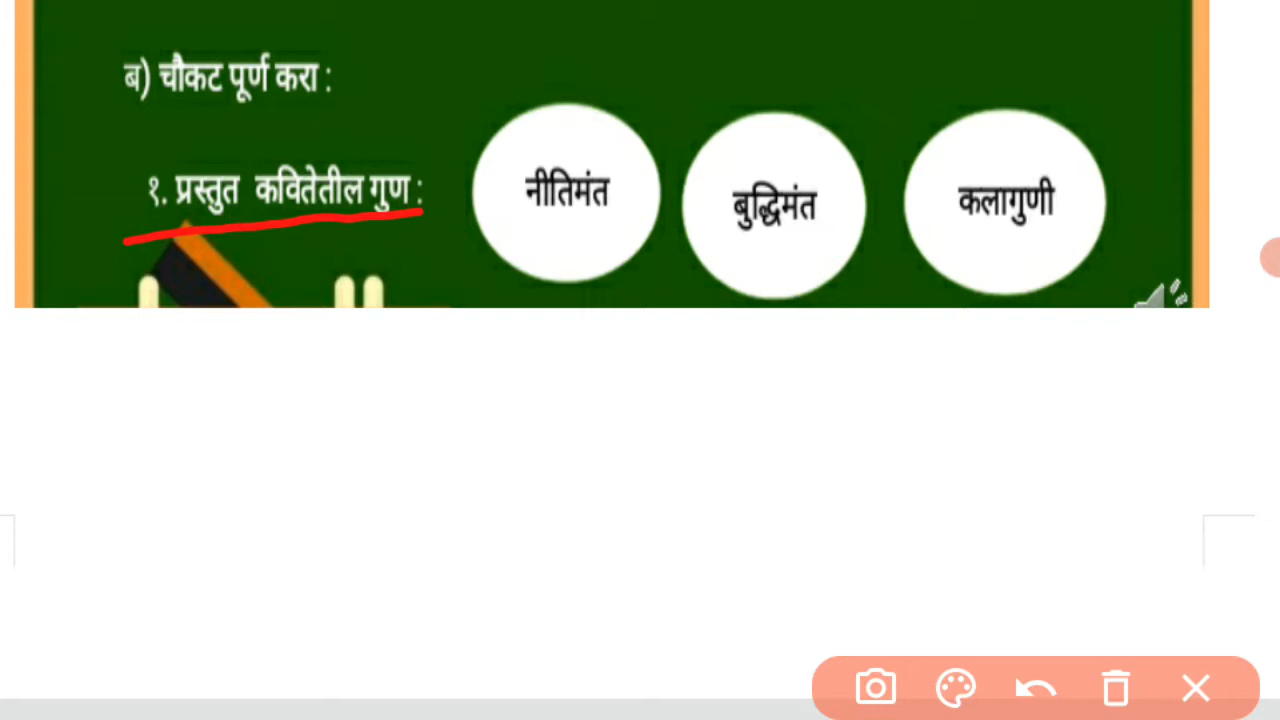 ब) चौकट पूर्ण करा :
१. प्रस्तुत कवितेतील गुण :
नीतिमंत
बुद्धिमंत
कलागुणी